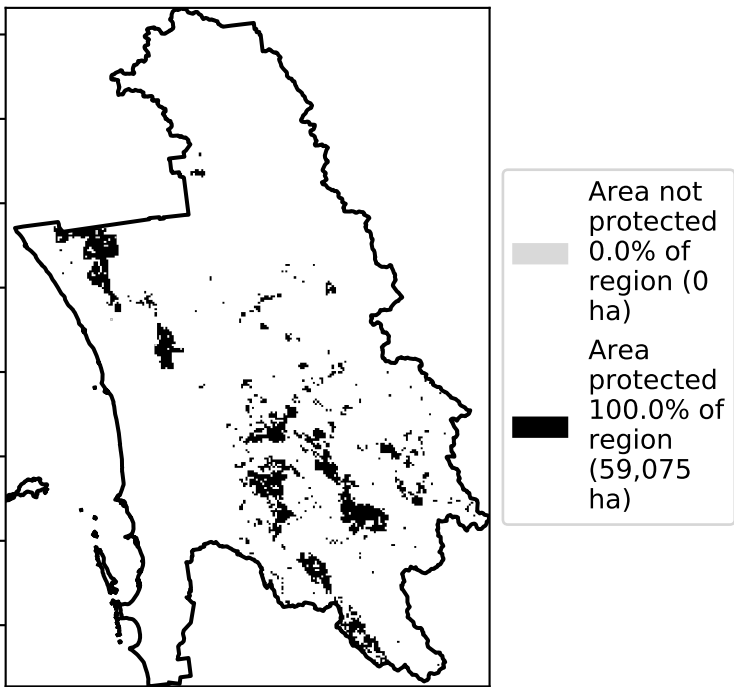 Area not
protected
0.0% of
region (0
ha)
Area
protected
100.0% of
region
(59,075
ha)